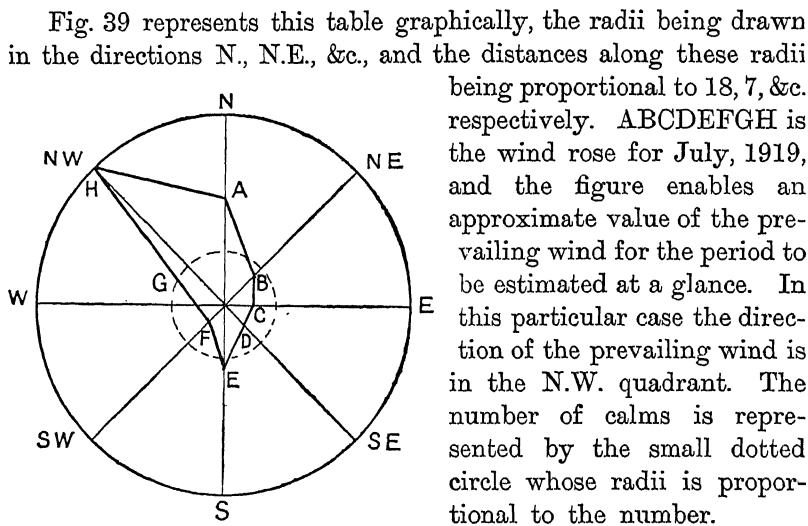 Fig. 39 represents this table graphically, the radii being drawn
in the directions N., N.E., &c., and the distances along these radii
being proportional to 18, 7, &c.
respectively. ABCDEFGH is
the wind rose for July, 1919,
and the figure enables an
approximate value of the pre-
vailing wind for the period to
be estimated at a glance. In
this particular case the direc-
tion of the prevailing wind is
in the N.W. quadrant. The
number of calms is repre-
sented by the small dotted
circle whose radii is propor-
tional to the number.
N
NW
NE
H
A
G
B
W
C
E
F
D
E
SW
SE
S